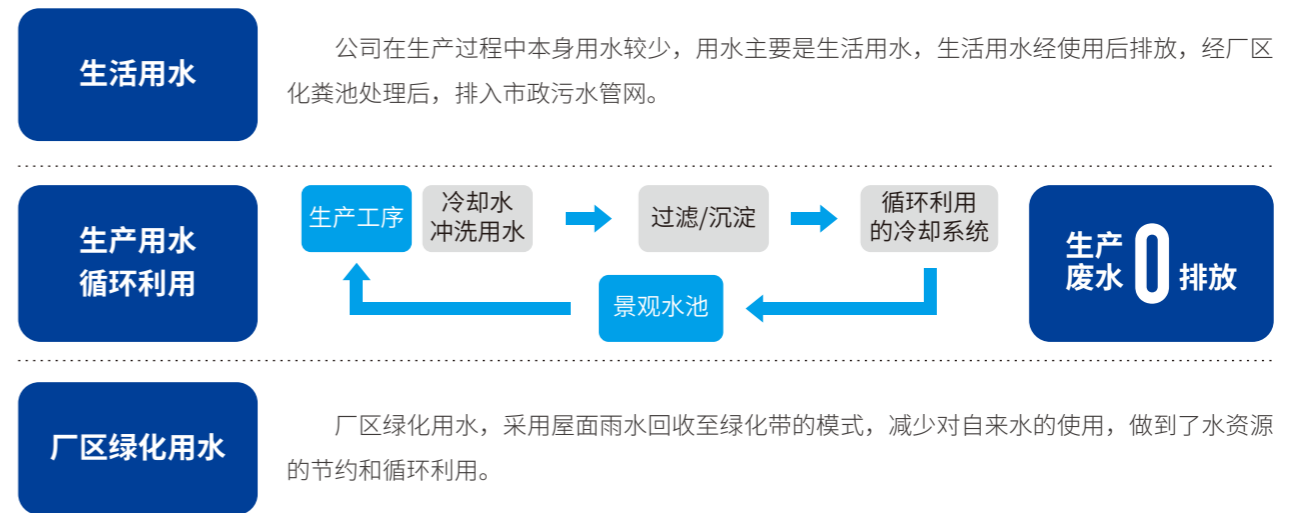 生活用水
公司在生产过程中本身用水较少，用水主要是生活用水，生活用水经使用后排放，经厂区
化粪池处理后，排入市政污水管网。
生产用水
循环利用
生产工序
冷却水
冲洗用水
过滤/沉淀
循环利用
的冷却系统
景观水池
生产
废水
0
排放
厂区绿化用水
厂区绿化用水，采用屋面雨水回收至绿化带的模式，减少对自来水的使用，做到了水资源
的节约和循环利用。